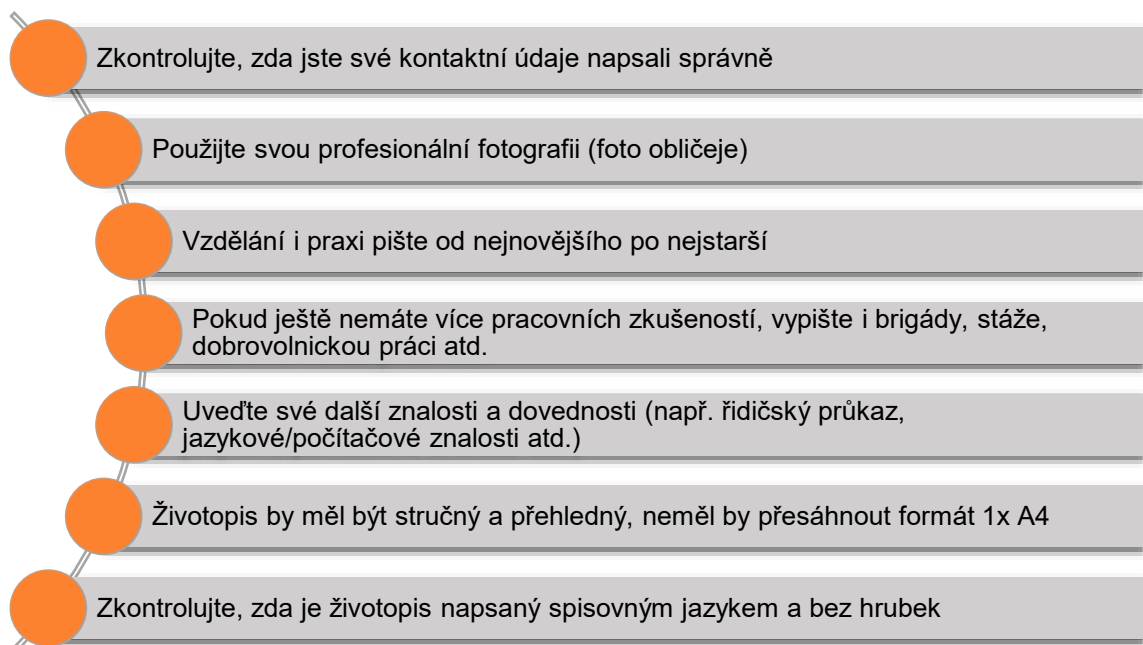 Zkontrolujte, zda jste své kontaktní údaje napsali správně
Použijte svou profesionální fotografii (foto obličeje)
Vzdělání i praxi pište od nejnovějšího po nejstarší
Pokud ještě nemáte více pracovních zkušeností, vypište i brigády, stáže,
dobrovolnickou práci atd.
Uveďte své další znalosti a dovednosti (např. řidičský průkaz,
jazykové/počítačové znalosti atd.)
Životopis by měl být stručný a přehledný, neměl by přesáhnout formát 1x A4
Zkontrolujte, zda je životopis napsaný spisovným jazykem a bez hrubek